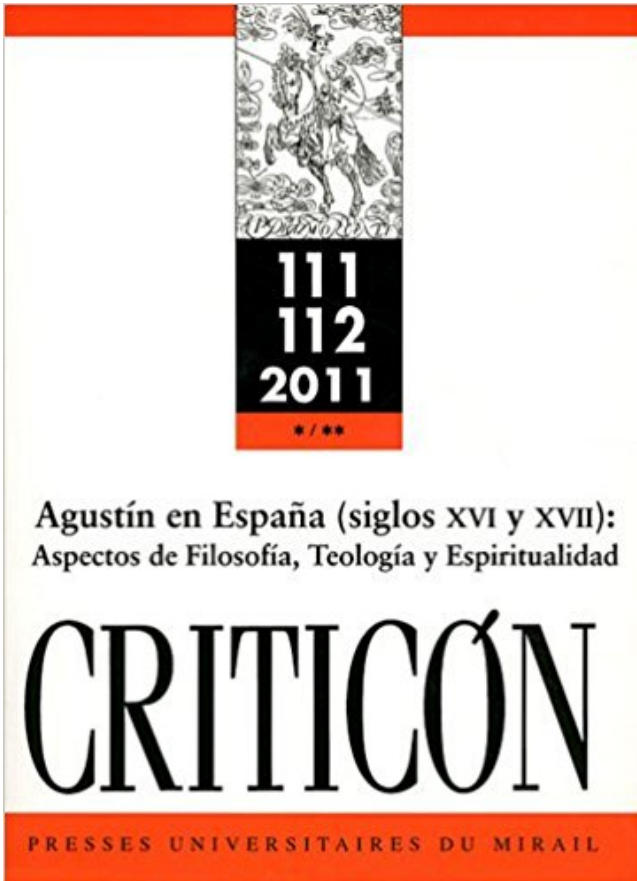 111
112
2011
* / **
Agustín en España (siglos XVI y XVII):
Aspectos de Filosofía, Teología y Espiritualidad
CRITICÓN
PRESSES UNIVERSITAIRES DU MIRAIL